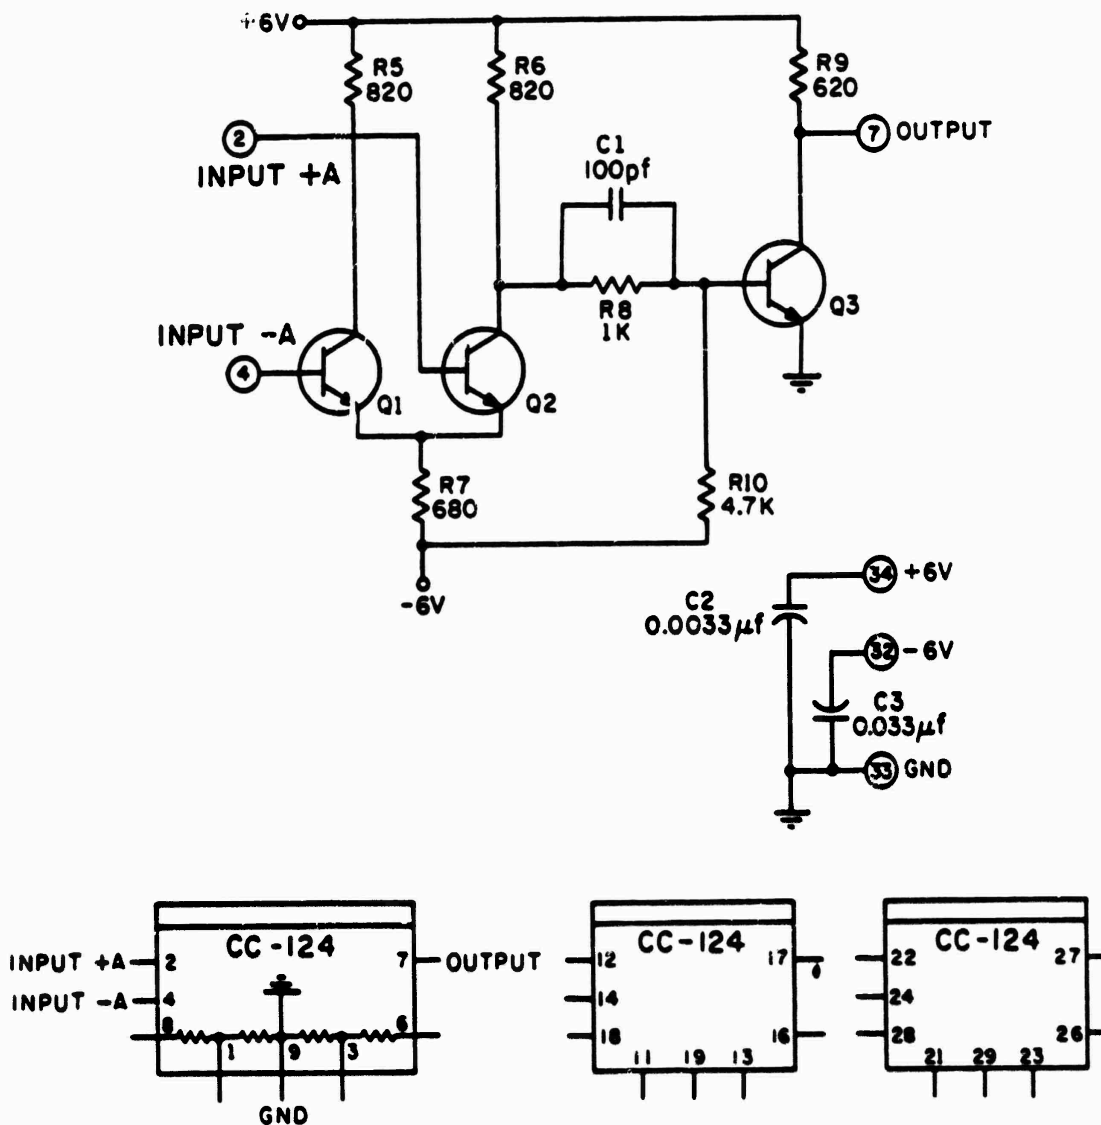 +6V
R5
820
R6
820
R9
620
2
INPUT +A
7 OUTPUT
C1
100pf
R8
1K
Q3
INPUT -A
4
Q1
Q2
R7
680
R10
4.7K
-6V
34 +6V
C2
0.0033μf
32 -6V
C3
0.033μf
33 GND
CC-124
INPUT +A 2
7 OUTPUT
INPUT -A 4
8
6
1 9 3
GND
CC-124
12
17
14
18
16
11 19 13
CC-124
22
27
24
28
26
21 29 23